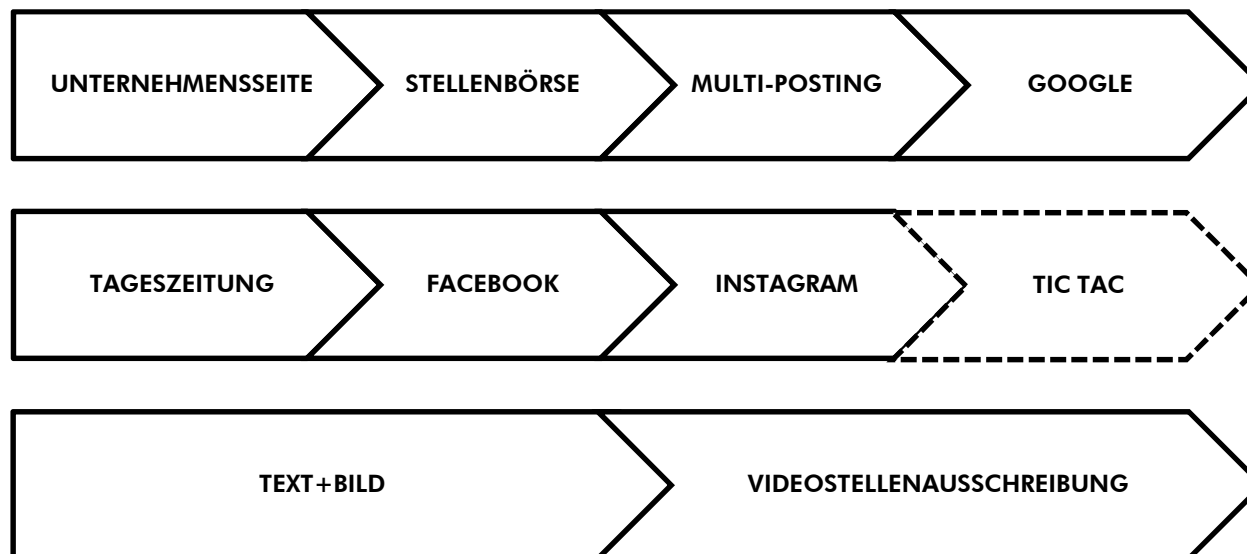 UNTERNEHMENSSEITE
STELLENBÖRSE
MULTI-POSTING
GOOGLE
TAGESZEITUNG
FACEBOOK
INSTAGRAM
TIC TAC
TEXT+BILD
VIDEOSTELLENAUSSCHREIBUNG